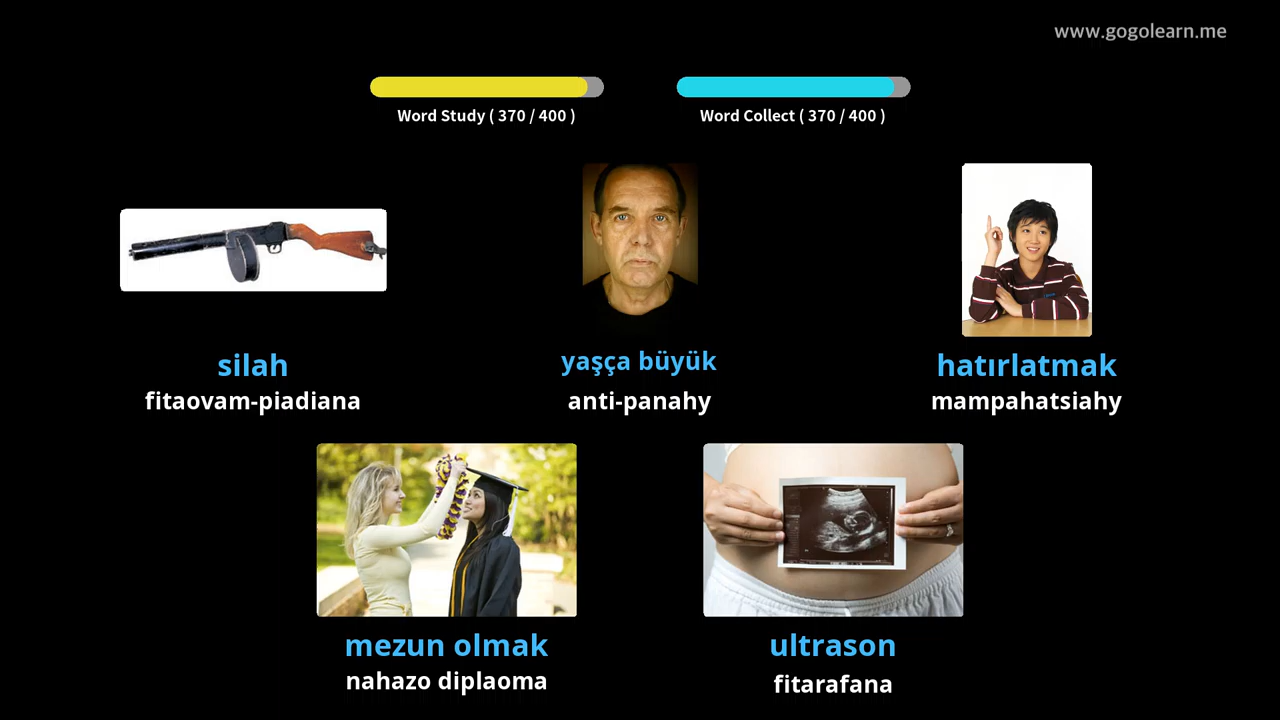 www.gogolearn.me
Word Study ( 370 / 400 )
Word Collect ( 370 / 400 )
silah
fitaovam-piadiana
yaşça büyük
anti-panahy
hatırlatmak
mampahatsiahy
mezun olmak
nahazo diplaoma
ultrason
fitarafana